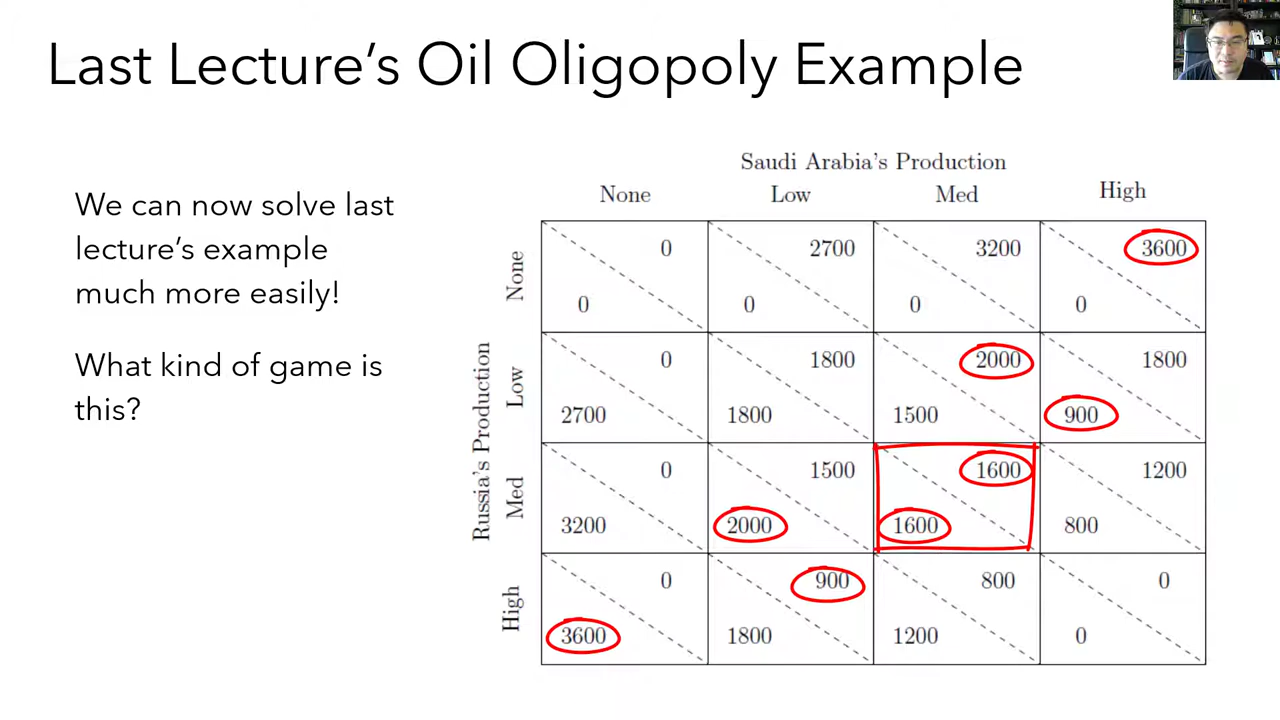 Last Lecture's Oil Oligopoly Example
We can now solve last
lecture's example
much more easily!
What kind of game is
this?
Saudi Arabia's Production
None Low Med High
Russia's Production
None
0 2700 3200 3600
0 0 0 0
Low
0 1800 2000 1800
2700 1800 1500 900
Med
0 1500 1600 1200
3200 2000 1600 800
High
0 900 800 0
3600 1800 1200 0